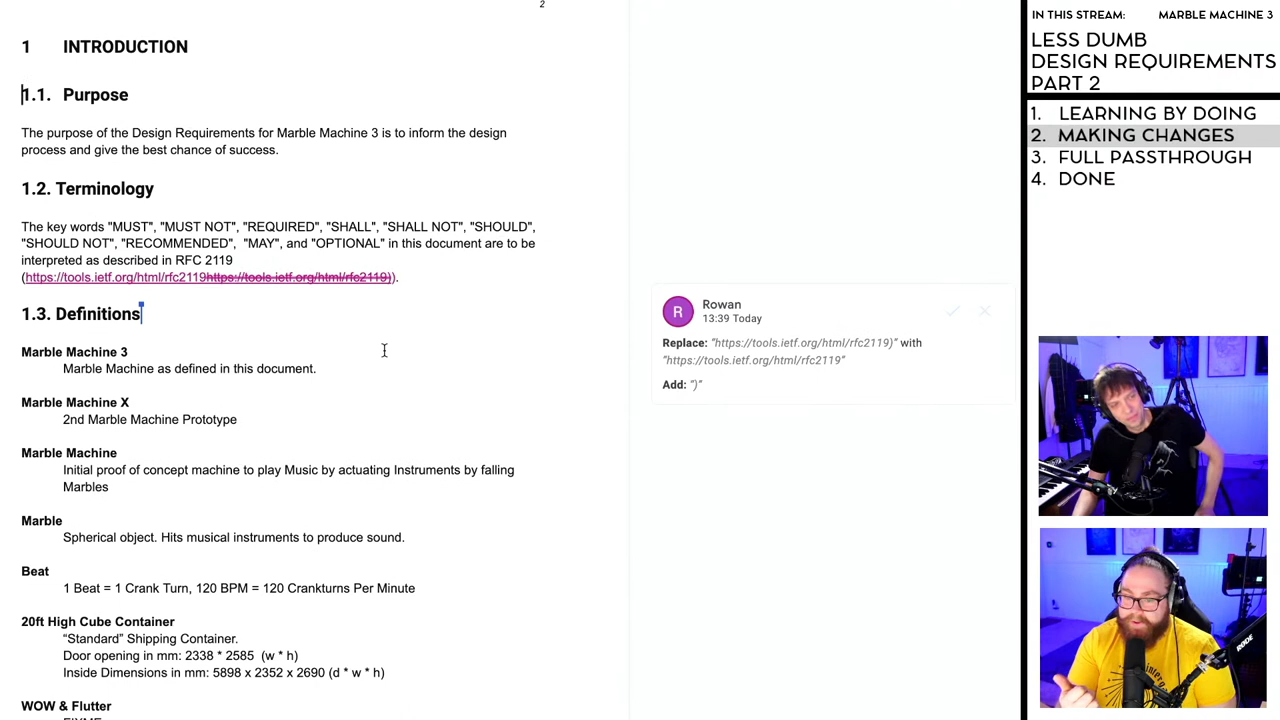 2
1 INTRODUCTION
1.1. Purpose
The purpose of the Design Requirements for Marble Machine 3 is to inform the design
process and give the best chance of success.
1.2. Terminology
The key words "MUST", "MUST NOT", "REQUIRED", "SHALL", "SHALL NOT", "SHOULD",
"SHOULD NOT", "RECOMMENDED", "MAY", and "OPTIONAL" in this document are to be
interpreted as described in RFC 2119
(https://tools.ietf.org/html/rfc2119https://tools.ietf.org/html/rfc2119)).
1.3. Definitions
Marble Machine 3
Marble Machine as defined in this document.
Marble Machine X
2nd Marble Machine Prototype
Marble Machine
Initial proof of concept machine to play Music by actuating Instruments by falling
Marbles
Marble
Spherical object. Hits musical instruments to produce sound.
Beat
1 Beat = 1 Crank Turn, 120 BPM = 120 Crankturns Per Minute
20ft High Cube Container
“Standard” Shipping Container.
Door opening in mm: 2338 * 2585 (w * h)
Inside Dimensions in mm: 5898 x 2352 x 2690 (d * w * h)
WOW & Flutter
R
Rowan
13:39 Today
Replace: “https://tools.ietf.org/html/rfc2119)” with
“https://tools.ietf.org/html/rfc2119”
Add: “)”
IN THIS STREAM: MARBLE MACHINE 3
LESS DUMB
DESIGN REQUIREMENTS
PART 2
1. LEARNING BY DOING
2. MAKING CHANGES
3. FULL PASSTHROUGH
4. DONE
RODE